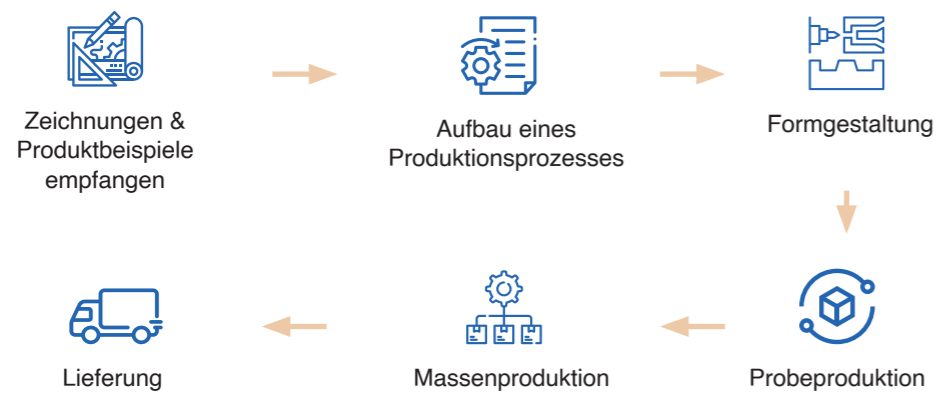 Zeichnungen &
Produktbeispiele
empfangen
Aufbau eines
Produktionsprozesses
Formgestaltung
Probeproduktion
Massenproduktion
Lieferung